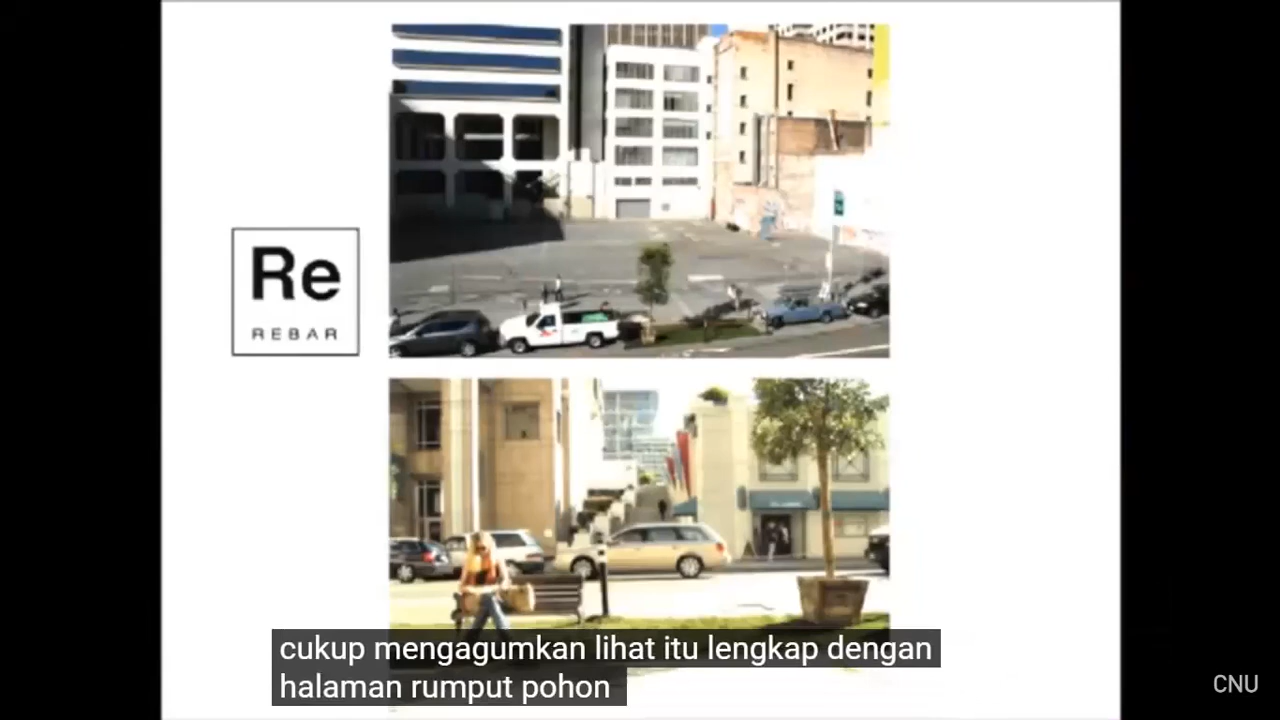 Re
REBAR
cukup mengagumkan lihat itu lengkap dengan
halaman rumput pohon
CNU